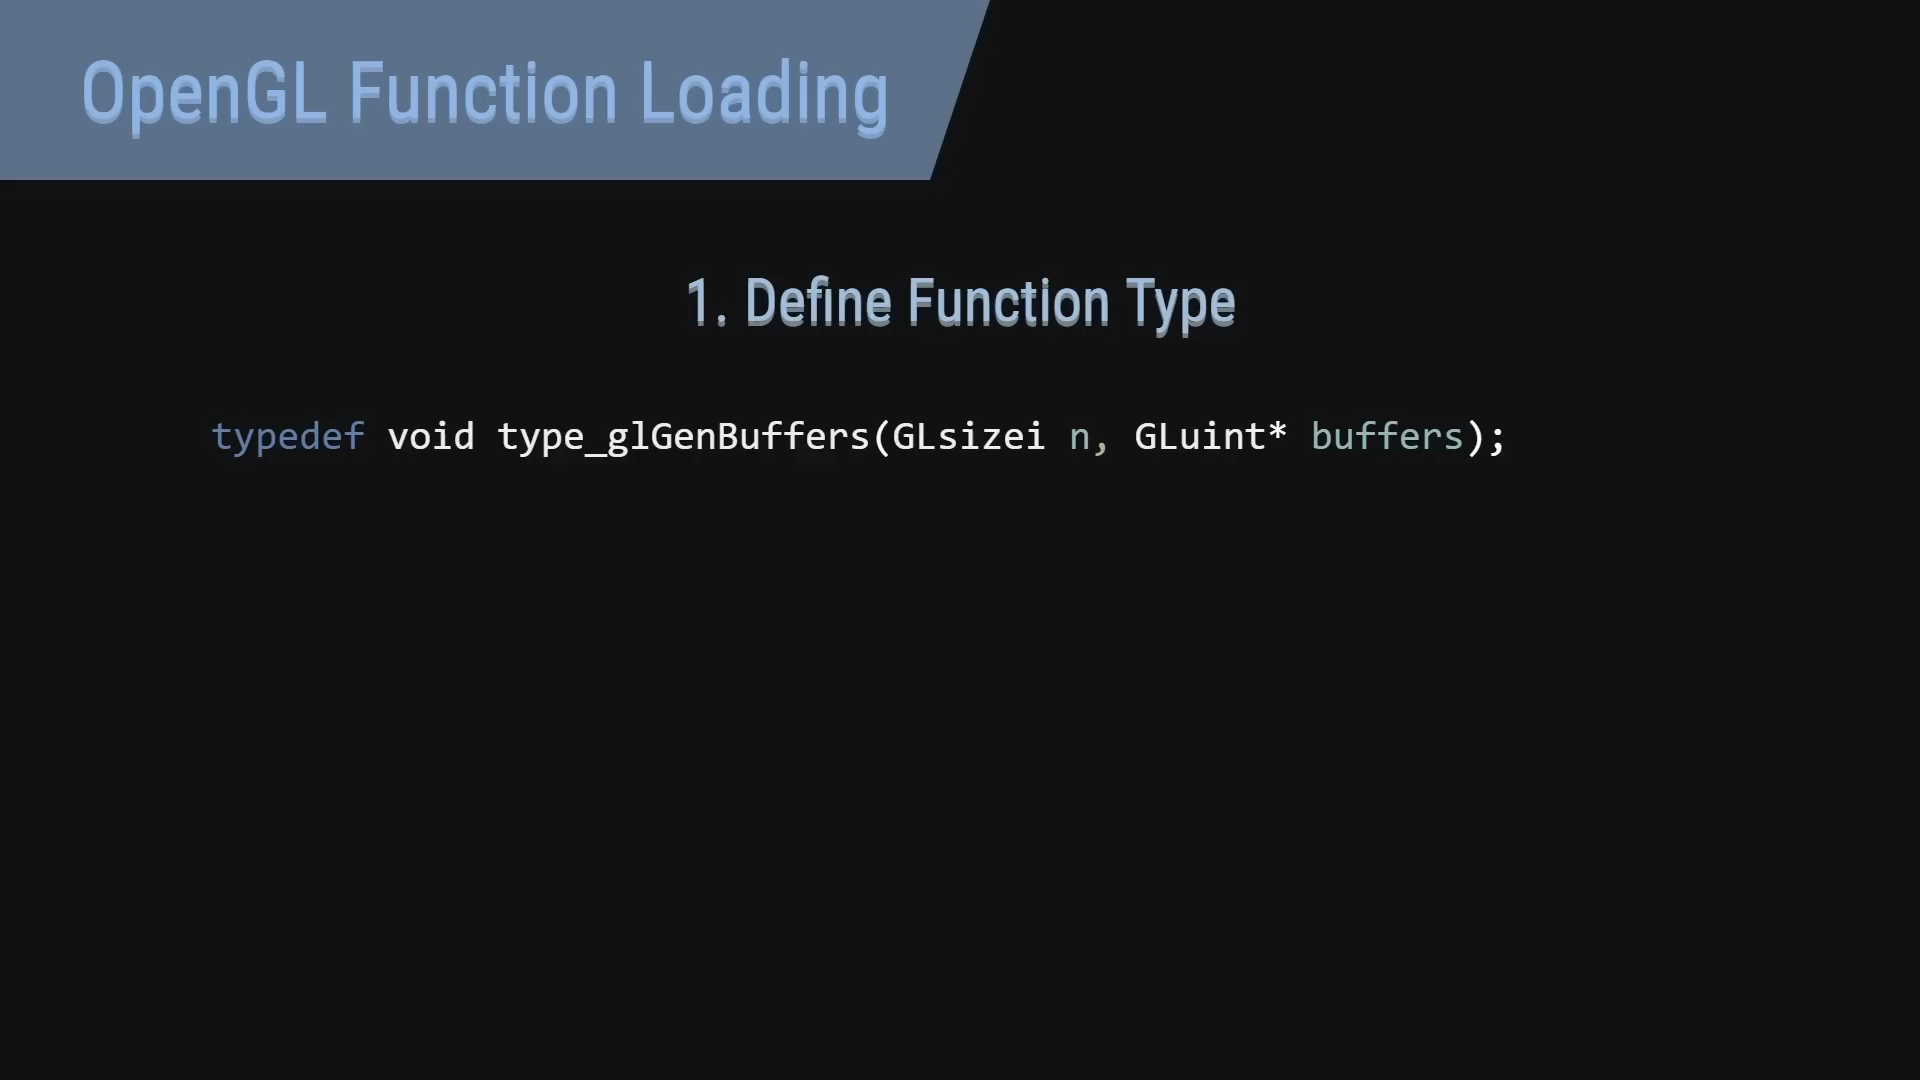 OpenGL Function Loading
1. Define Function Type
typedef void type_glGenBuffers(GLsizei n, GLuint* buffers);